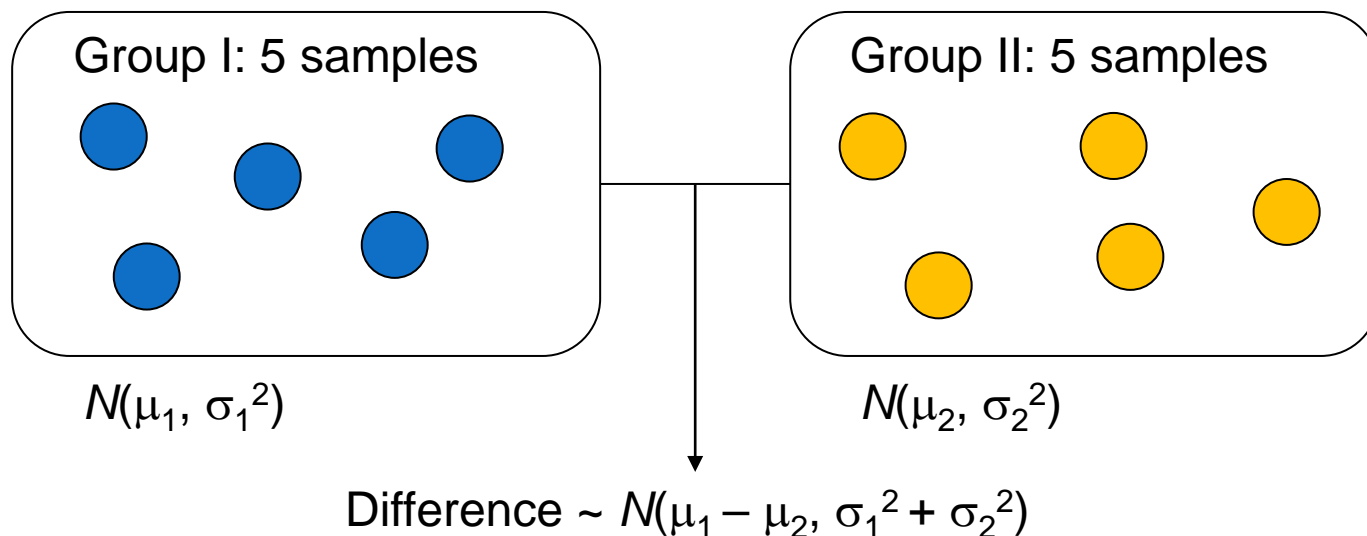 Group I: 5 samples
Group II: 5 samples
N(μ₁, σ₁²)
N(μ₂, σ₂²)
Difference ~ N(μ₁ – μ₂, σ₁² + σ₂²)